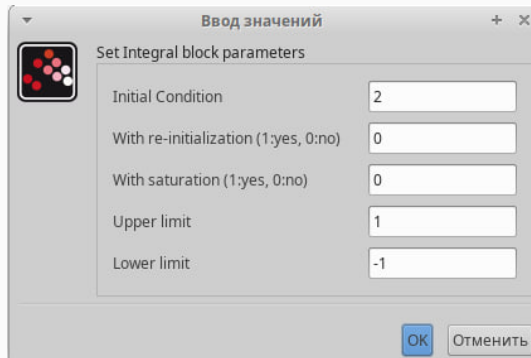 Ввод значений
Set Integral block parameters
Initial Condition 2
With re-initialization (1:yes, 0:no) 0
With saturation (1:yes, 0:no) 0
Upper limit 1
Lower limit -1
OK Отменить